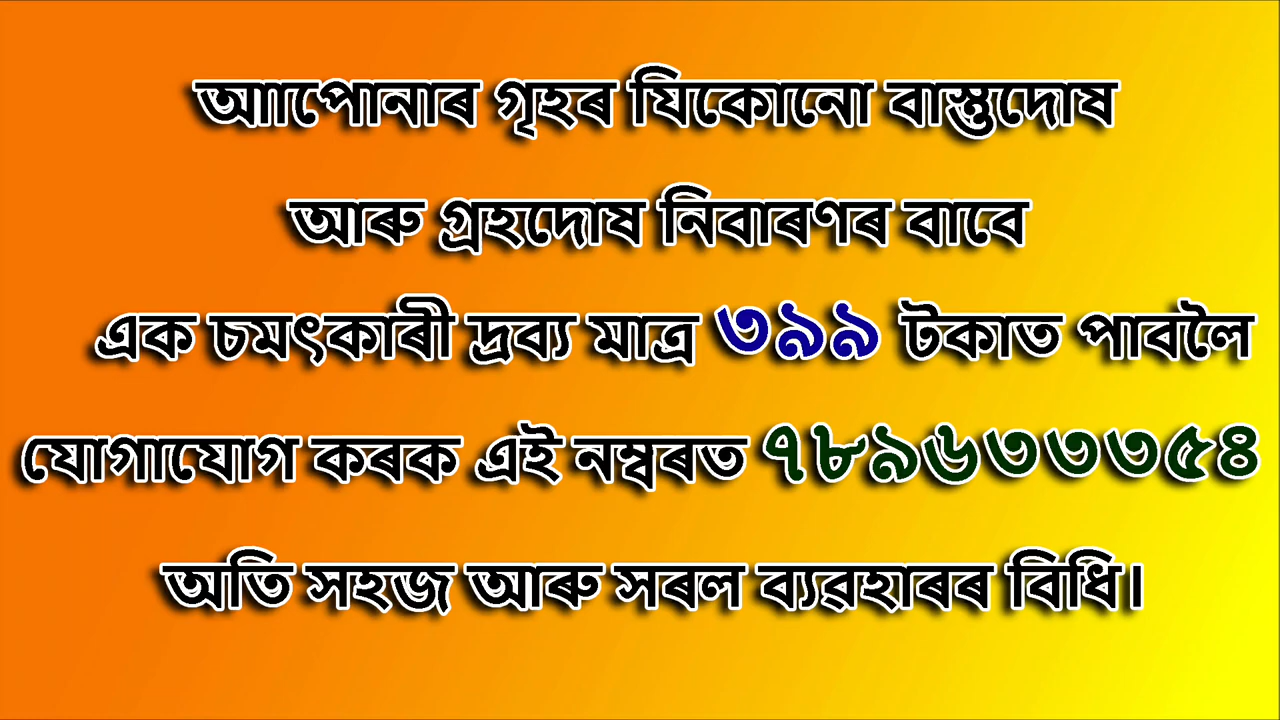 আাপোনাৰ গৃহৰ যিকোনো বাস্তুদোষ
আৰু গ্ৰহদোষ নিবাৰণৰ বাবে
এক চমৎকাৰী দ্ৰব্য মাত্ৰ ৩৯৯ টকাত পাবলৈ
যোগাযোগ কৰক এই নম্বৰত ৭৮৯৬৩৩৩৫৪
অতি সহজ আৰু সৰল ব্যৱহাৰৰ বিধি।